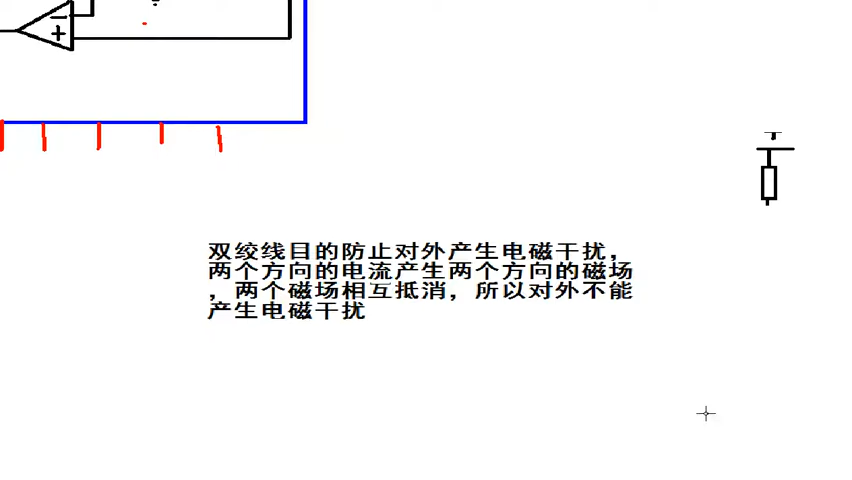 双绞线目的防止对外产生电磁干扰，
两个方向的电流产生两个方向的磁场
，两个磁场相互抵消，所以对外不能
产生电磁干扰